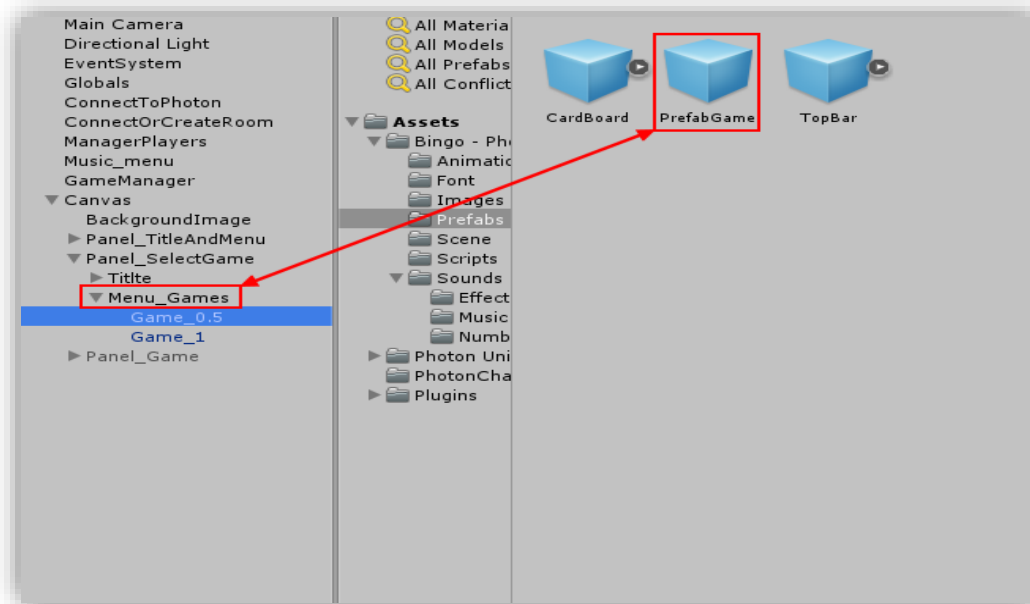 Main Camera
Directional Light
EventSystem
Globals
ConnectToPhoton
ConnectOrCreateRoom
ManagerPlayers
Music_menu
GameManager
Canvas
BackgroundImage
Panel_TitleAndMenu
Panel_SelectGame
Titlte
Menu_Games
Game_0.5
Game_1
Panel_Game
All Materia
All Models
All Prefabs
All Conflict
Assets
Bingo - Pho
Animatic
Font
Images
Prefabs
Scene
Scripts
Sounds
Effect
Music
Numb
Photon Uni
PhotonCha
Plugins
CardBoard
PrefabGame
TopBar